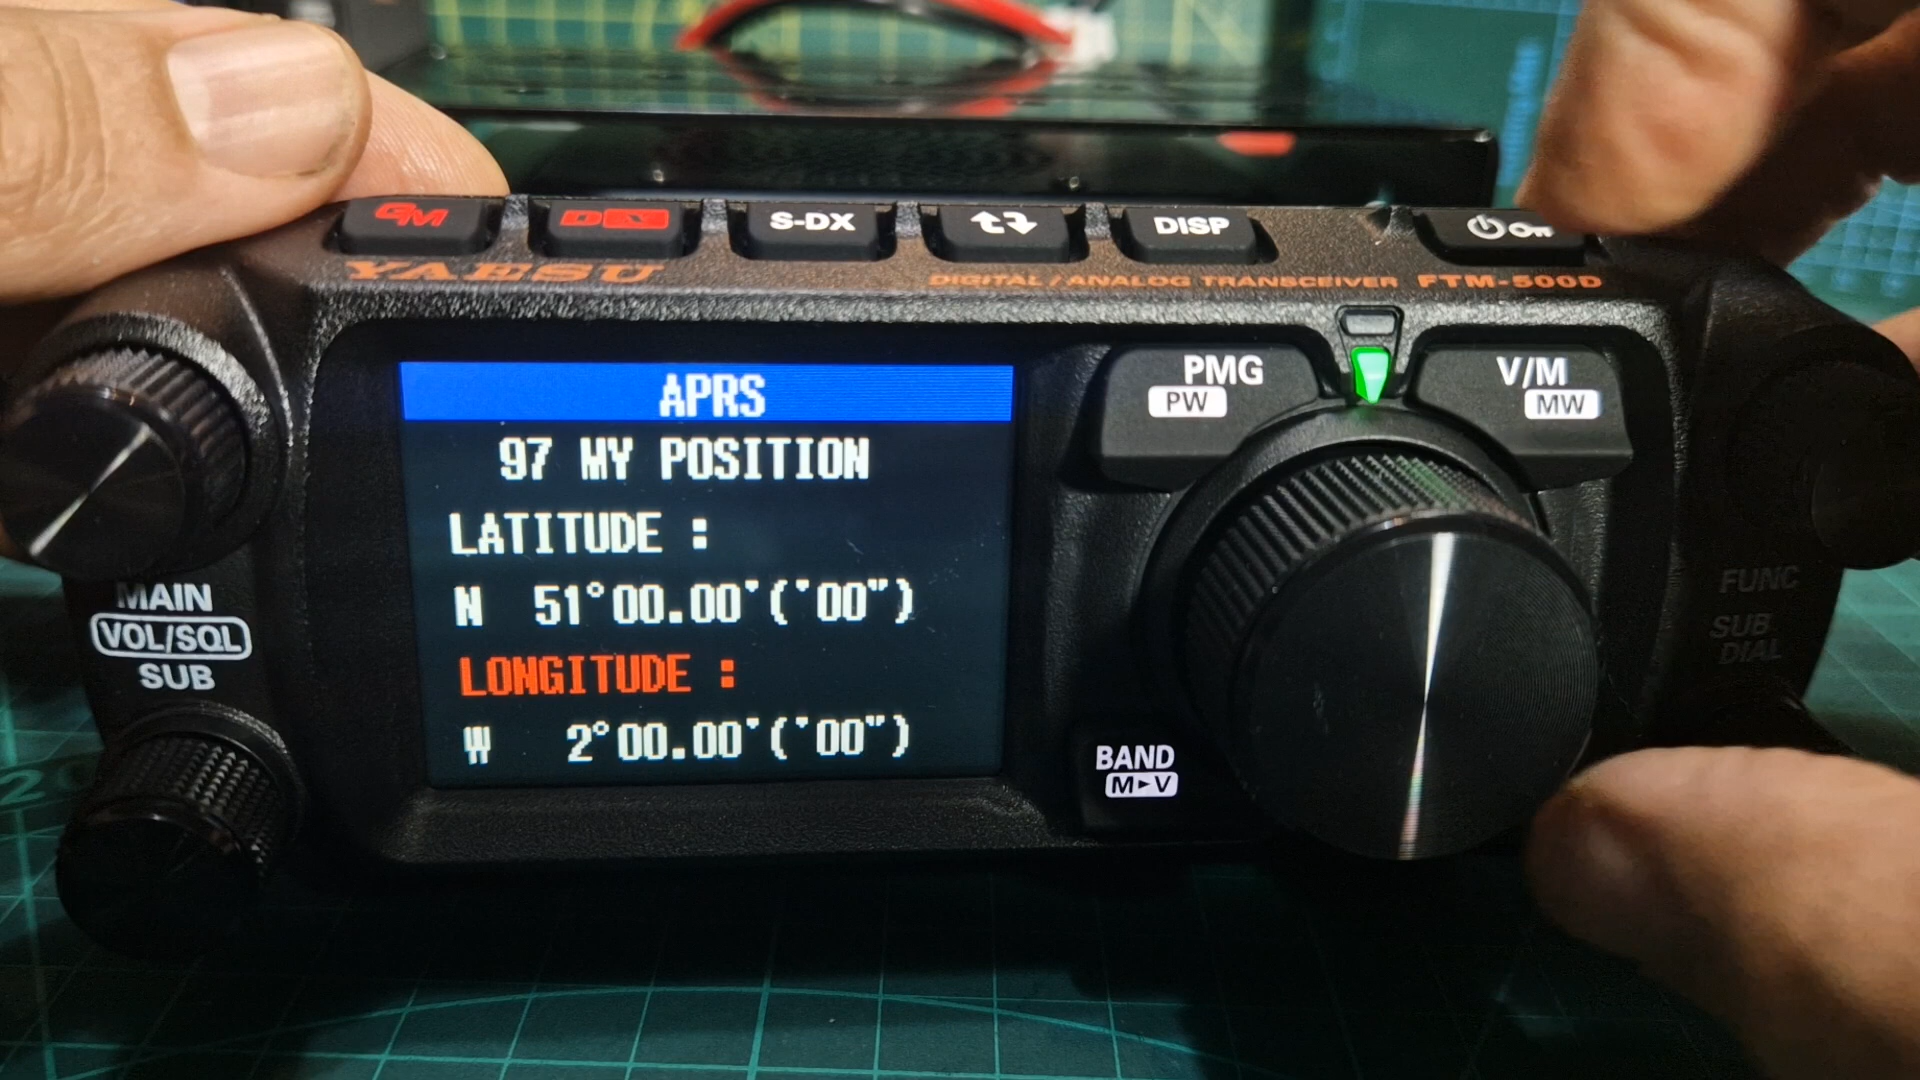 GM
S-DX
DISP
YAESU
DIGITAL / ANALOG TRANSCEIVER FTM-500D
PMG
PW
V/M
MW
APRS
97 MY POSITION
LATITUDE :
N 51°00.00'('00")
LONGITUDE :
W 2°00.00'('00")
MAIN
VOL/SQL
SUB
FUNC
SUB
DIAL
BAND
M►V